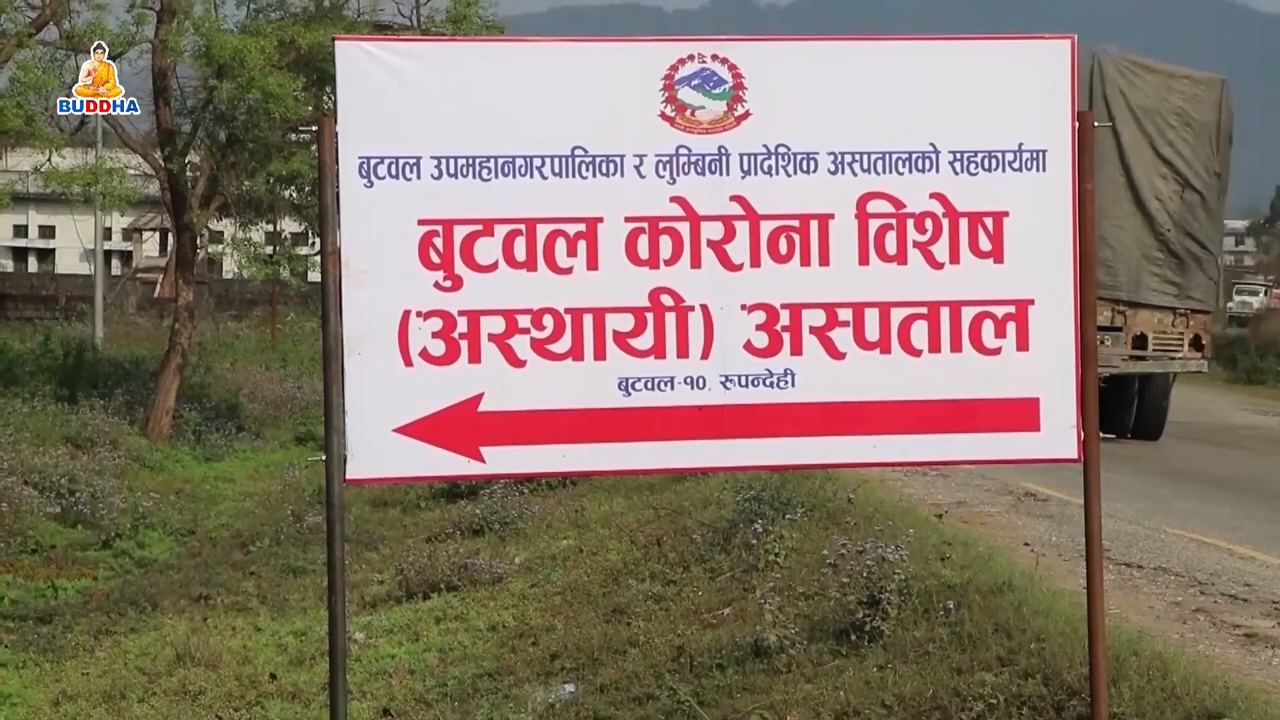 BUDDHA
बुटवल उपमहानगरपालिका र लुम्बिनी प्रादेशिक अस्पतालको सहकार्यमा
बुटवल कोरोना विशेष
(अस्थायी) अस्पताल
बुटवल-१०, रुपन्देही